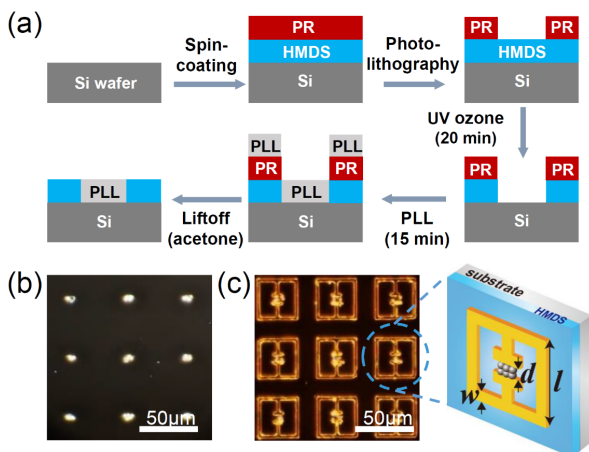 (a)
Si wafer
Spin-
coating
PR
HMDS
Si
Photo-
lithography
PR PR
HMDS
Si
UV ozone
(20 min)
PR PR
Si
PLL
(15 min)
PLL PLL
PR PR
PLL
Si
Liftoff
(acetone)
PLL
Si
(b)
50μm
(c)
50μm
substrate
HMDS
d
l
w